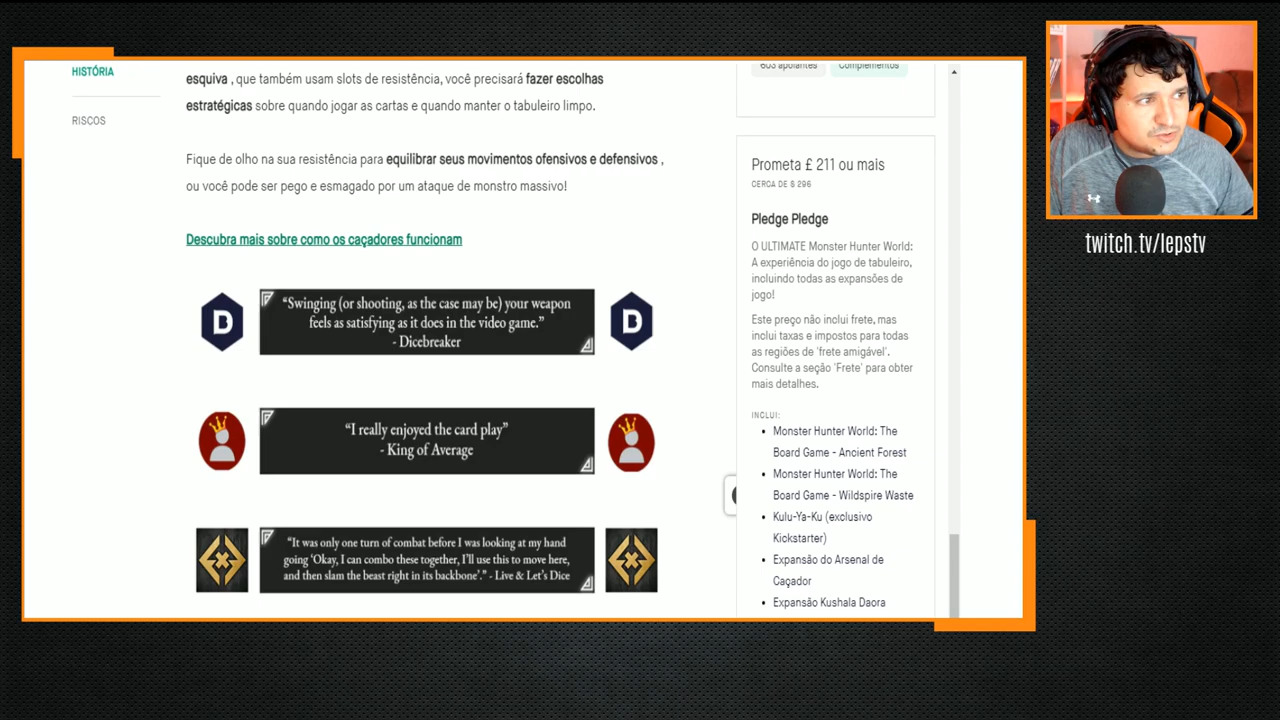 HISTÓRIA
RISCOS
esquiva , que também usam slots de resistência, você precisará fazer escolhas
estratégicas sobre quando jogar as cartas e quando manter o tabuleiro limpo.
Fique de olho na sua resistência para equilibrar seus movimentos ofensivos e defensivos ,
ou você pode ser pego e esmagado por um ataque de monstro massivo!
Descubra mais sobre como os caçadores funcionam
D
“Swinging (or shooting, as the case may be) your weapon
feels as satisfying as it does in the video game.”
- Dicebreaker
D
“I really enjoyed the card play”
- King of Average
“It was only one turn of combat before I was looking at my hand
going ‘Okay, I can combo these together, I’ll use this to move here,
and then slam the beast right in its backbone’.” - Live & Let’s Dice
603 apoiantes
Complementos
Prometa £ 211 ou mais
CERCA DE $ 296
Pledge Pledge
O ULTIMATE Monster Hunter World:
A experiência do jogo de tabuleiro,
incluindo todas as expansões de
jogo!
Este preço não inclui frete, mas
inclui taxas e impostos para todas
as regiões de 'frete amigável'.
Consulte a seção 'Frete' para obter
mais detalhes.
INCLUI:
Monster Hunter World: The
Board Game - Ancient Forest
Monster Hunter World: The
Board Game - Wildspire Waste
Kulu-Ya-Ku (exclusivo
Kickstarter)
Expansão do Arsenal de
Caçador
Expansão Kushala Daora
twitch.tv/lepstv